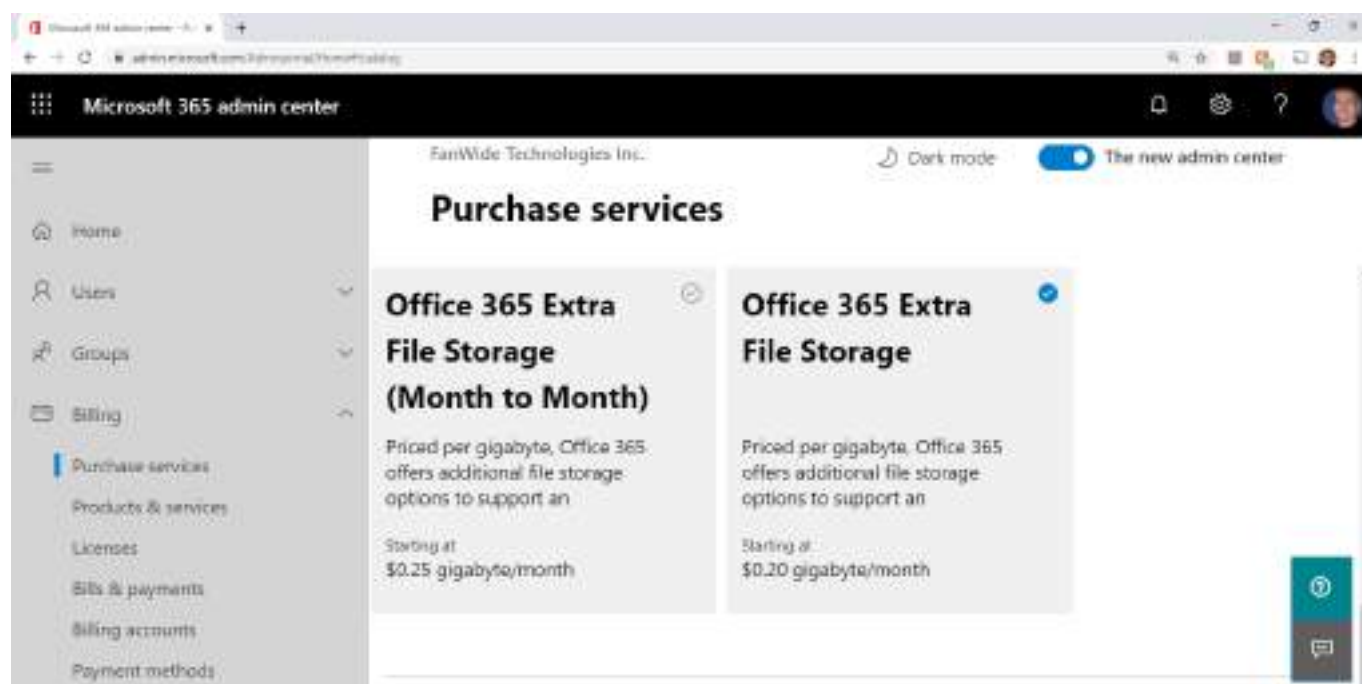 Microsoft 365 admin center
FanWide Technologies Inc.
Dark mode
The new admin center
Purchase services
Home
Users
Groups
Billing
Purchase services
Products & services
Licenses
Bills & payments
Billing accounts
Payment methods
Office 365 Extra
File Storage
(Month to Month)
Priced per gigabyte, Office 365
offers additional file storage
options to support an
Starting at
$0.25 gigabyte/month
Office 365 Extra
File Storage
Priced per gigabyte, Office 365
offers additional file storage
options to support an
Starting at
$0.20 gigabyte/month